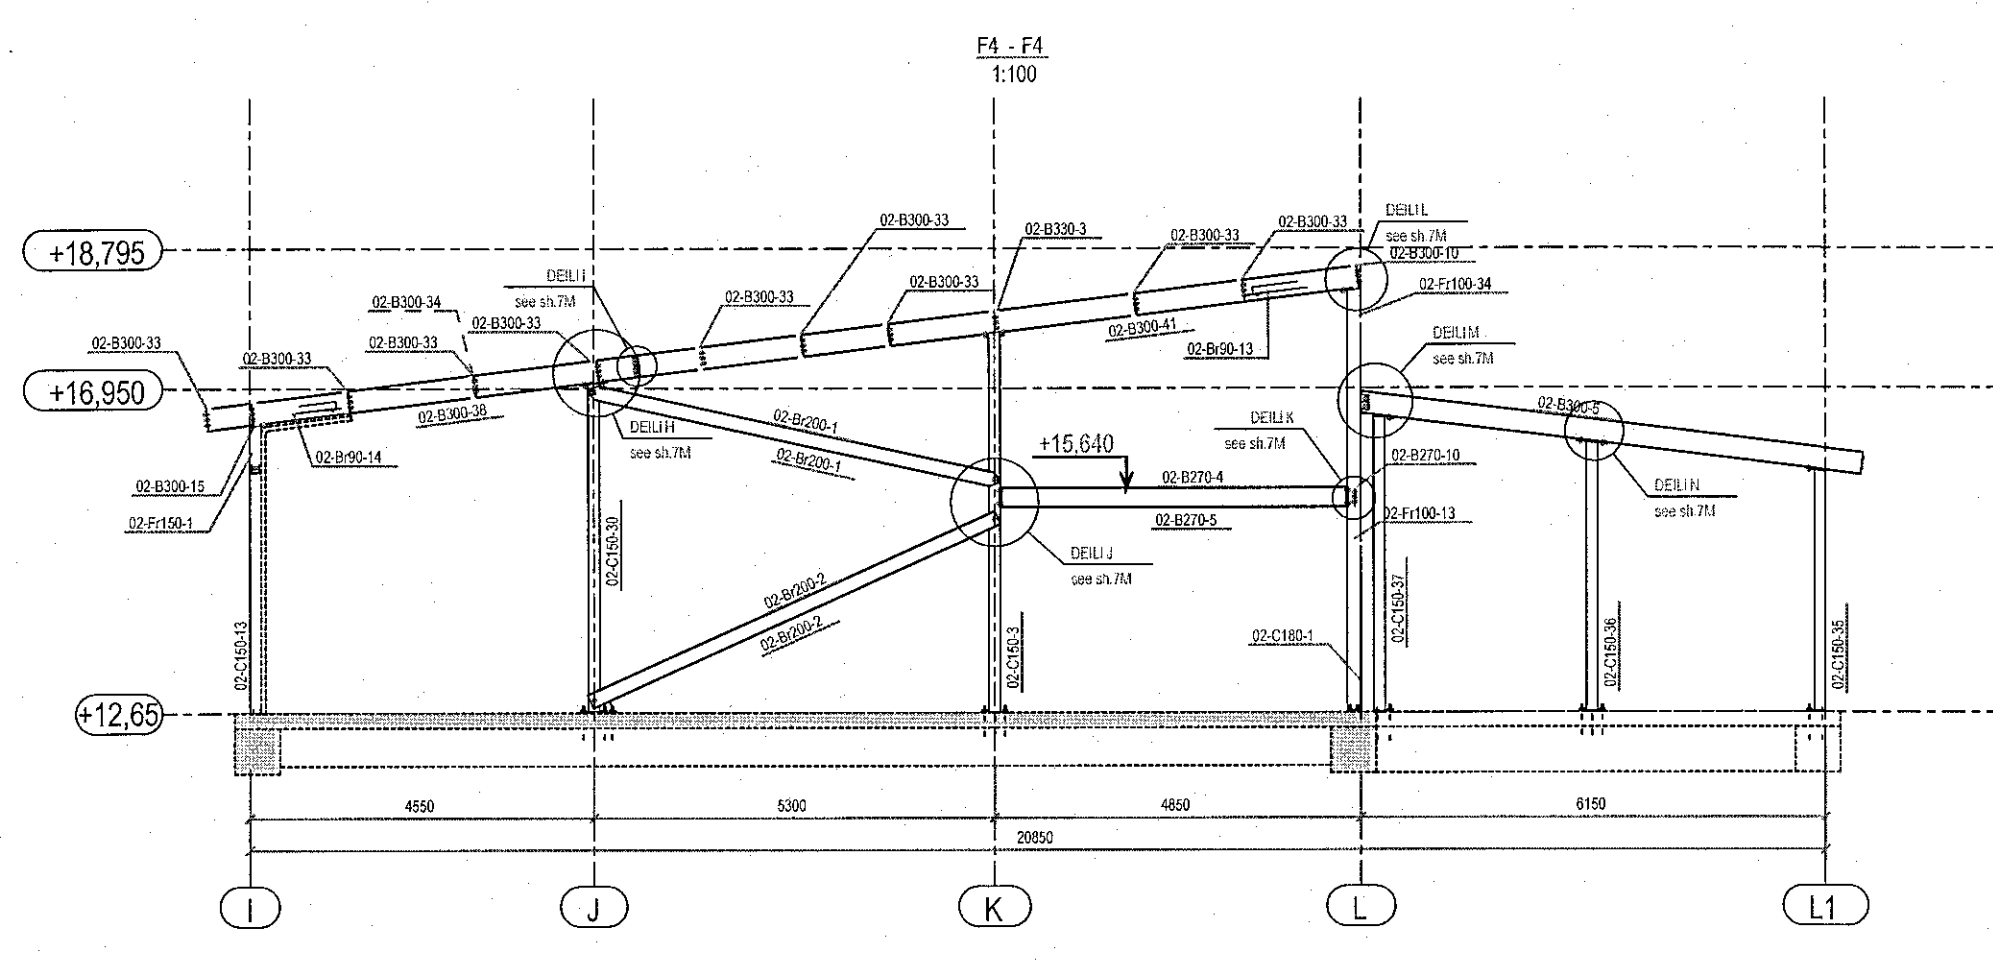 F4 - F4
1:100
02-B300-33
02-B330-3
02-B300-33
02-B300-33
DEILI L
see sh.7M
+18,795
02-B300-10
DEILI I
see sh.7M
02-B300-33
02-B300-33
02-Fr100-34
02-B300-34
02-B300-33
02-B300-41
DEILI M
see sh.7M
02-B300-33
02-B300-33
02-B300-33
02-Br90-13
+16,950
02-B300-38
02-Br200-1
02-B300-5
DEILI H
see sh.7M
DEILI K
see sh.7M
+15,640
02-Br90-14
02-Br200-1
02-B270-10
02-B300-15
02-B270-4
DEILI N
see sh.7M
02-Fr150-1
02-B270-5
02-Fr100-13
02-C150-30
DEILI J
see sh.7M
02-Br200-2
02-Br200-2
02-C150-37
02-C150-13
02-C150-3
02-C180-1
02-C150-36
02-C150-35
+12,65
4550
5300
4850
6150
20850
I
J
K
L
L1